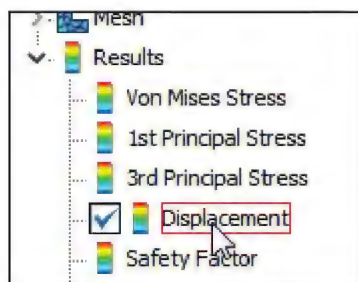 Mesh
Results
Von Mises Stress
1st Principal Stress
3rd Principal Stress
Displacement
Safety Factor